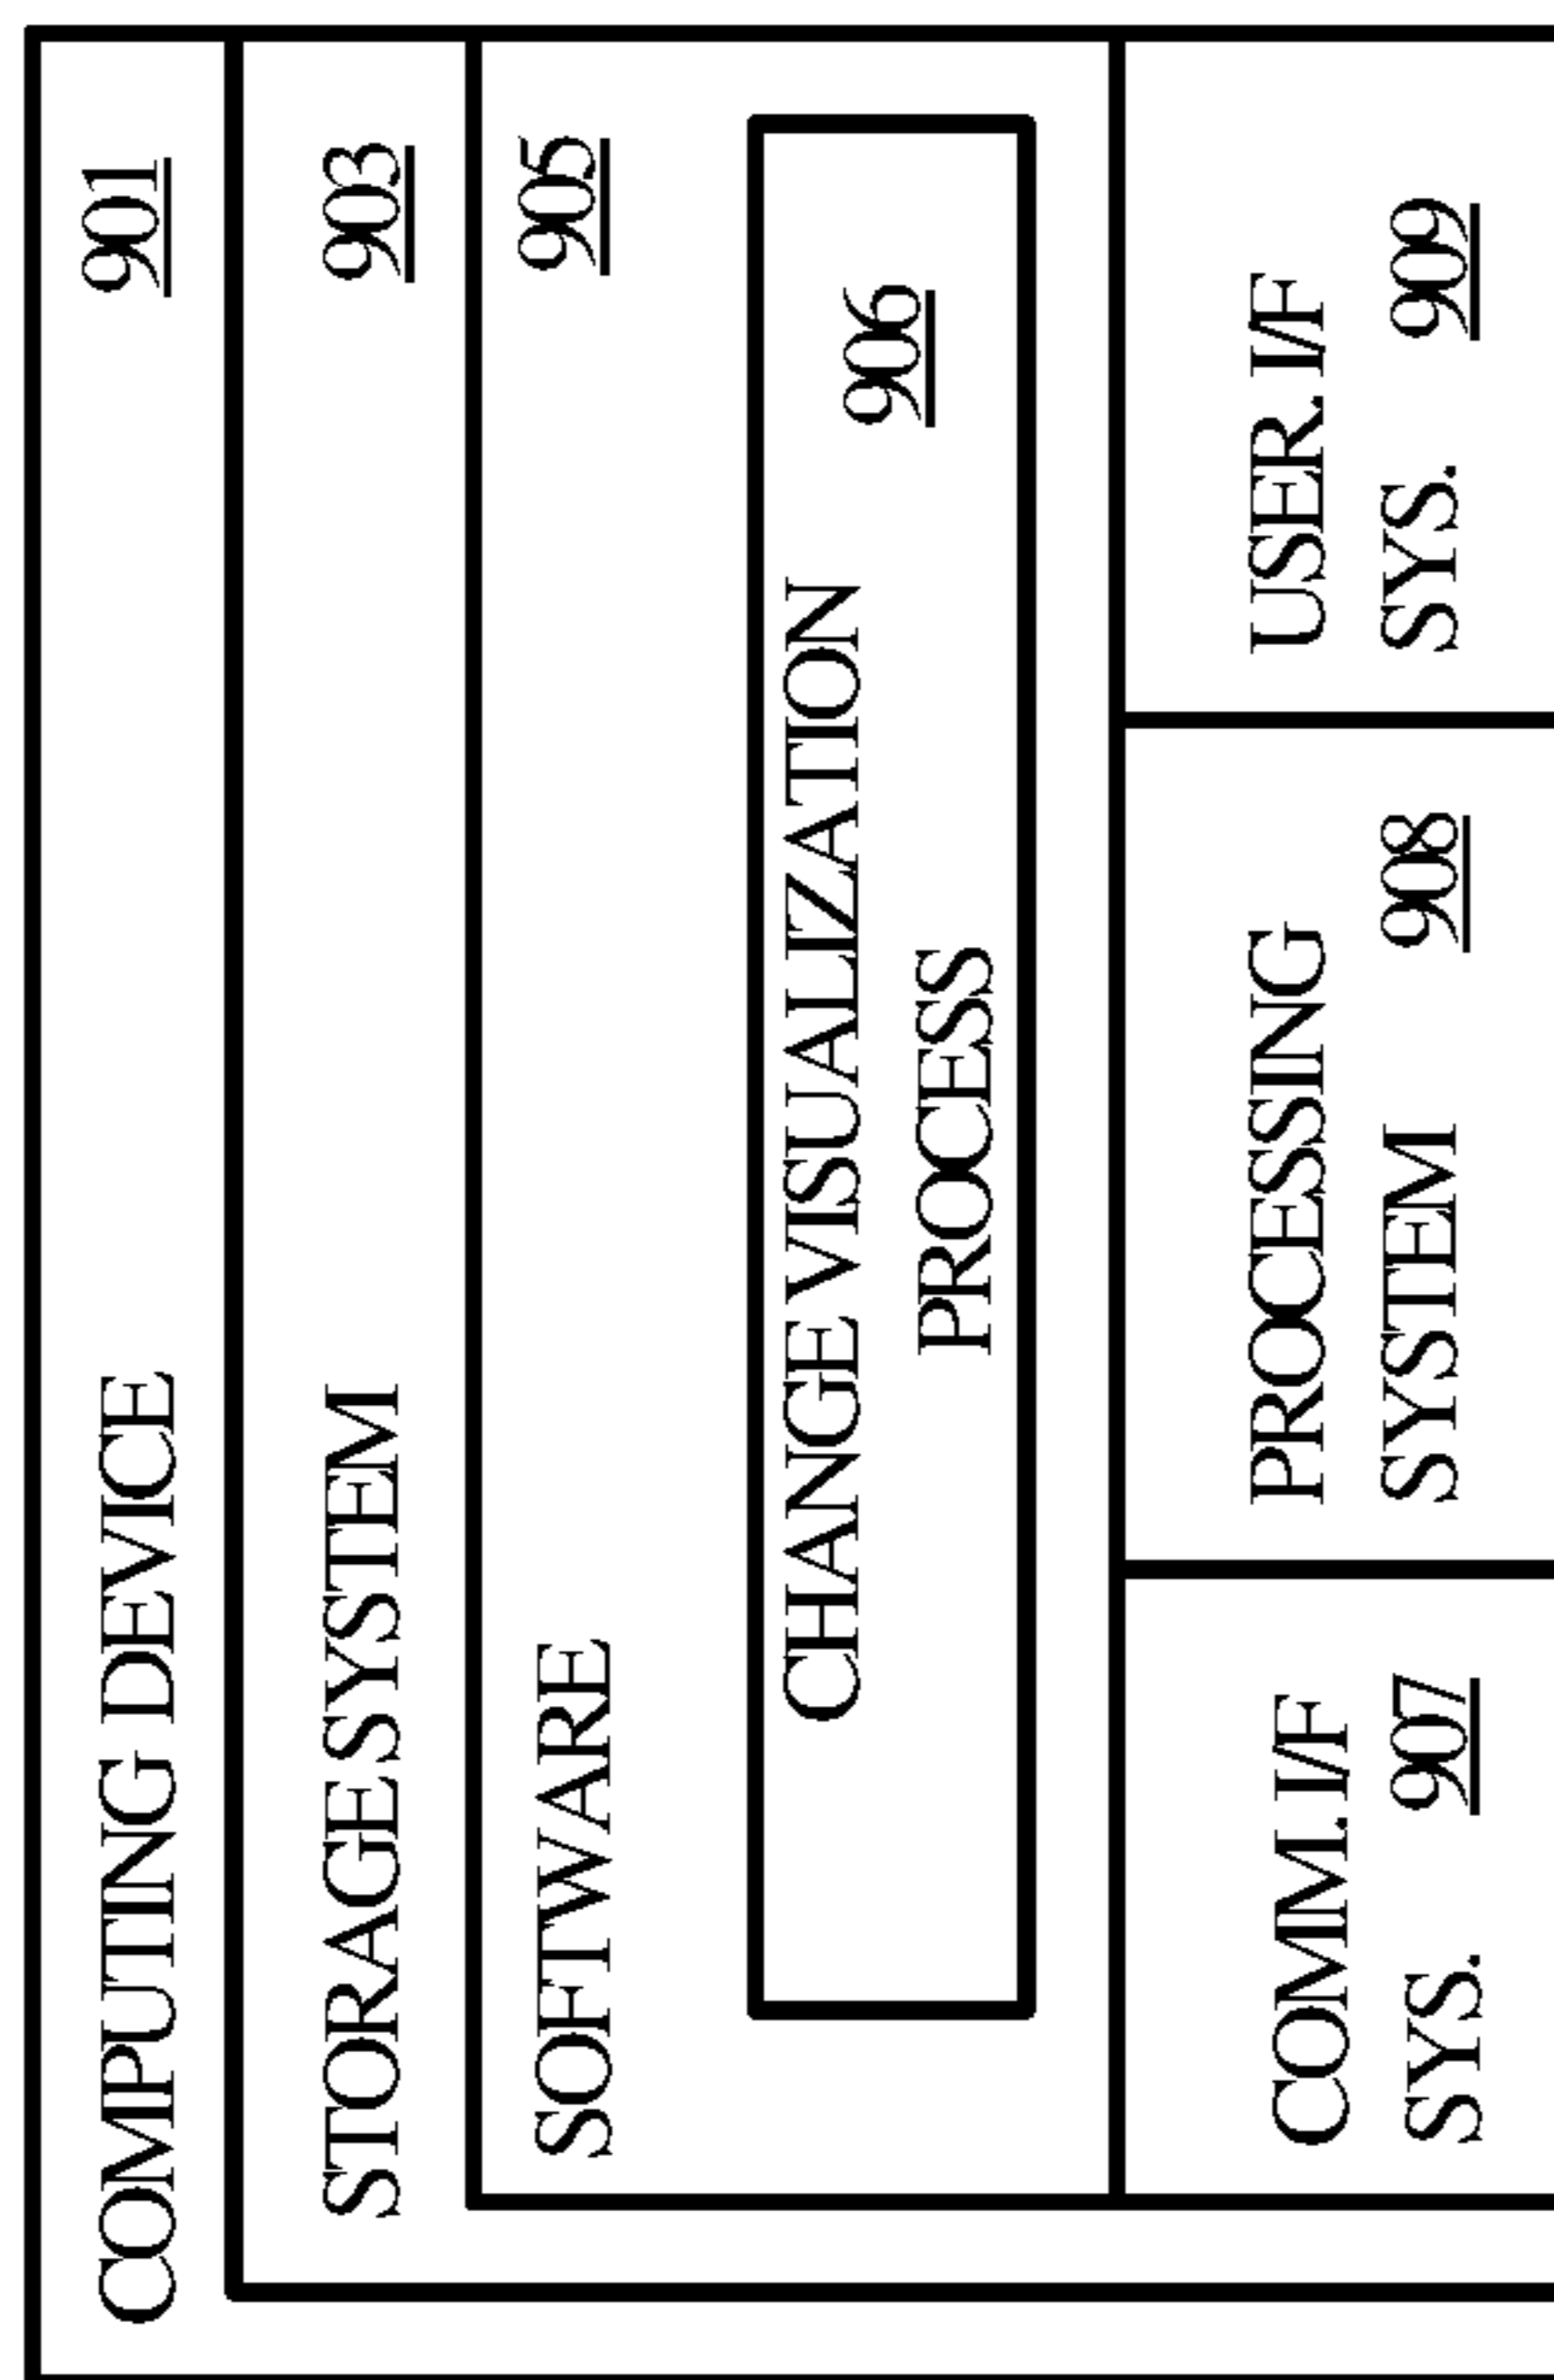 COMPUTING DEVICE 901
STORAGE SYSTEM 903
SOFTWARE 905
CHANGE VISUALIZATION
PROCESS 906
COMM. I/F
SYS. 907
PROCESSING
SYSTEM 908
USER. I/F
SYS. 909